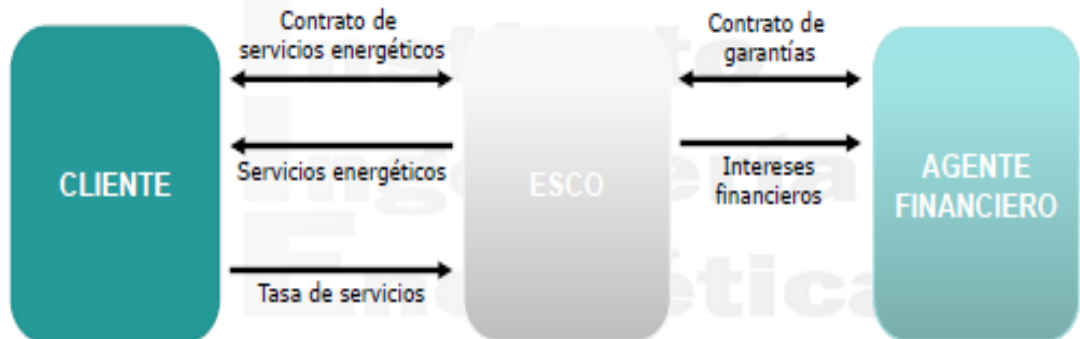 Contrato de
servicios energéticos
Contrato de
garantías
CLIENTE
Servicios energéticos
ESCO
Intereses
financieros
AGENTE
FINANCIERO
Tasa de servicios